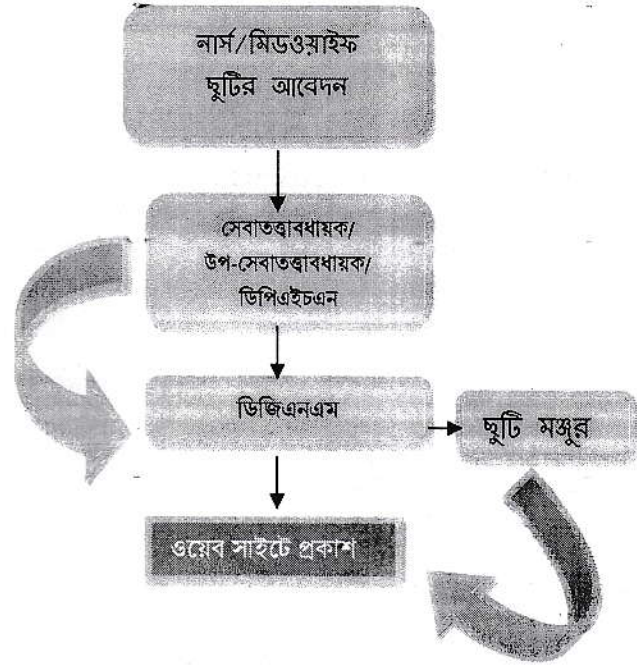 নার্স/মিডওয়াইফ
ছুটির আবেদন
সেবাতত্ত্বাবধায়ক/
উপ-সেবাতত্ত্বাবধায়ক/
ডিপিএইচএন
ডিজিএনএম
ছুটি মঞ্জুর
ওয়েব সাইটে প্রকাশ